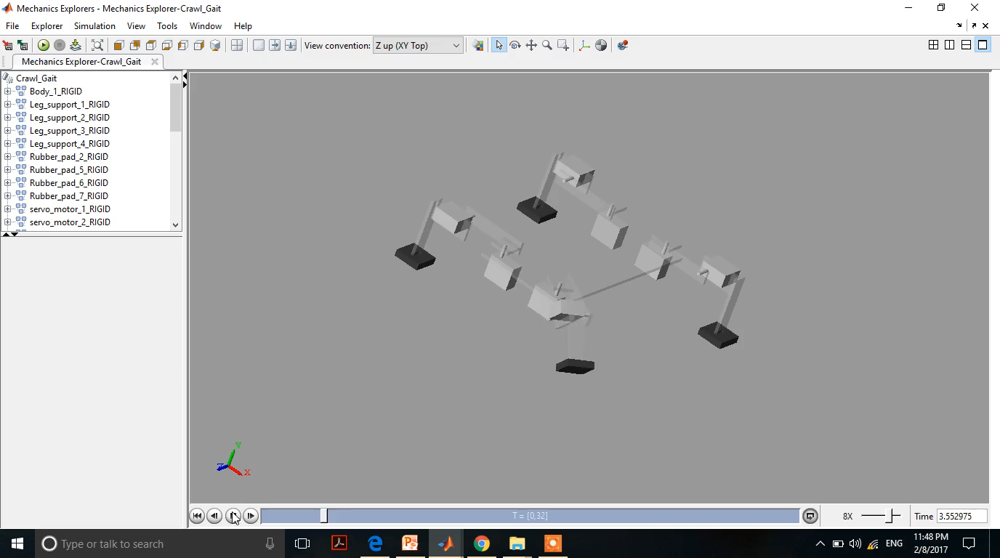 Mechanics Explorers - Mechanics Explorer-Crawl_Gait
File Explorer Simulation View Tools Window Help
View convention: Z up (XY Top)
Mechanics Explorer-Crawl_Gait
Crawl_Gait
Body_1_RIGID
Leg_support_1_RIGID
Leg_support_2_RIGID
Leg_support_3_RIGID
Leg_support_4_RIGID
Rubber_pad_2_RIGID
Rubber_pad_5_RIGID
Rubber_pad_6_RIGID
Rubber_pad_7_RIGID
servo_motor_1_RIGID
servo_motor_2_RIGID
Y
Z
X
T = [0,32]
8X
Time 3.552975
Type or talk to search
ENG
11:48 PM
2/8/2017